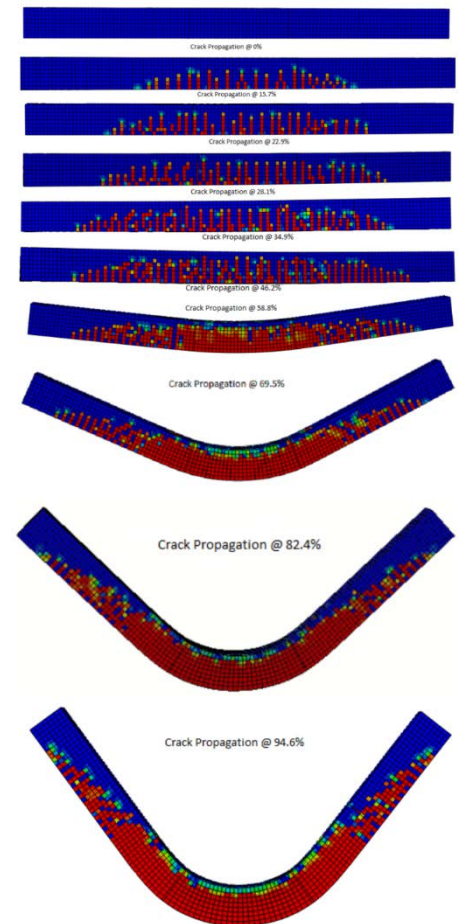 Crack Propagation @ 0%
Crack Propagation @ 15.7%
Crack Propagation @ 22.9%
Crack Propagation @ 28.1%
Crack Propagation @ 34.9%
Crack Propagation @ 46.2%
Crack Propagation @ 58.8%
Crack Propagation @ 69.5%
Crack Propagation @ 82.4%
Crack Propagation @ 94.6%